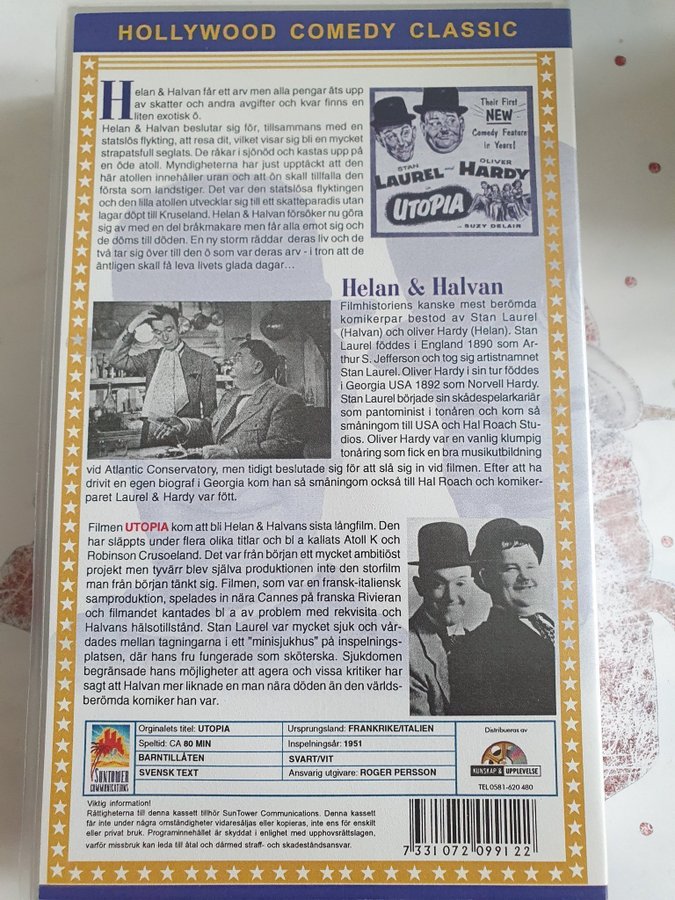 HOLLYWOOD COMEDY CLASSIC
Helan & Halvan får ett arv men alla pengar äts upp
av skatter och andra avgifter och kvar finns en
liten exotisk ö.
Helan & Halvan beslutar sig för, tillsammans med en
statslös flykting, att resa dit, vilket visar sig bli en mycket
strapatsfull seglats. De råkar i sjönöd och kastas upp på
en öde atoll. Myndigheterna har just upptäckt att den
här atollen innehåller uran och att ön skall tillfalla den
första som landstiger. Det var den statslösa flyktingen
och den lilla atollen utvecklar sig till ett skatteparadis utan
lagar döpt till Kruseland. Helan & Halvan försöker nu göra
sig av med en del bråkmakare men får alla emot sig och
de döms till döden. En ny storm räddar deras liv och de
två tar sig över till den ö som var deras arv - i tron att de
äntligen skall få leva livets glada dagar...
Their First
NEW
Comedy Feature
in Years!
STAN
LAUREL and
OLIVER
HARDY
in
UTOPIA
SUZY DELAIR
Helan & Halvan
Filmhistoriens kanske mest berömda
komikerpar bestod av Stan Laurel
(Halvan) och oliver Hardy (Helan). Stan
Laurel föddes i England 1890 som Ar-
thur S. Jefferson och tog sig artistnamnet
Stan Laurel. Oliver Hardy i sin tur föddes
i Georgia USA 1892 som Norvell Hardy.
Stan Laurel började sin skådespelarkariär
som pantominist i tonåren och kom så
småningom till USA och Hal Roach Stu-
dios. Oliver Hardy var en vanlig klumpig
tonåring som fick en bra musikutbildning
vid Atlantic Conservatory, men tidigt beslutade sig för att slå sig in vid filmen. Efter att ha
drivit en egen biograf i Georgia kom han så småningom också till Hal Roach och komiker-
paret Laurel & Hardy var fött.
Filmen UTOPIA kom att bli Helan & Halvans sista långfilm. Den
har släppts under flera olika titlar och bl a kallats Atoll K och
Robinson Crusoeland. Det var från början ett mycket ambitiöst
projekt men tyvärr blev själva produktionen inte den storfilm
man från början tänkt sig. Filmen, som var en fransk-italiensk
samproduktion, spelades in nära Cannes på franska Rivieran
och filmandet kantades bl a av problem med rekvisita och
Halvans hälsotillstånd. Stan Laurel var mycket sjuk och vår-
dades mellan tagningarna i ett "minisjukhus" på inspelnings-
platsen, där hans fru fungerade som sköterska. Sjukdomen
begränsade hans möjligheter att agera och vissa kritiker har
sagt att Halvan mer liknade en man nära döden än den världs-
berömda komiker han var.
SUNTOWER
COMMUNICATIONS
Orginalets titel: UTOPIA
Ursprungsland: FRANKRIKE/ITALIEN
Speltid: CA 80 MIN
Inspelningsår: 1951
BARNTILLÅTEN
SVART/VIT
SVENSK TEXT
Ansvarig utgivare: ROGER PERSSON
Distribueras av
KUNSKAP & UPPLEVELSE
TEL 0581-620 480
Viktig information!
Rättigheterna till denna kassett tillhör SunTower Communications. Denna kassett
får inte under några omständigheter vidaresäljas eller kopieras, inte ens för enskilt
eller privat bruk. Programinnehållet är skyddat i enlighet med upphovsrättslagen,
varför missbruk kan leda till åtal och därmed straff- och skadeståndsansvar.
7 331072 099122